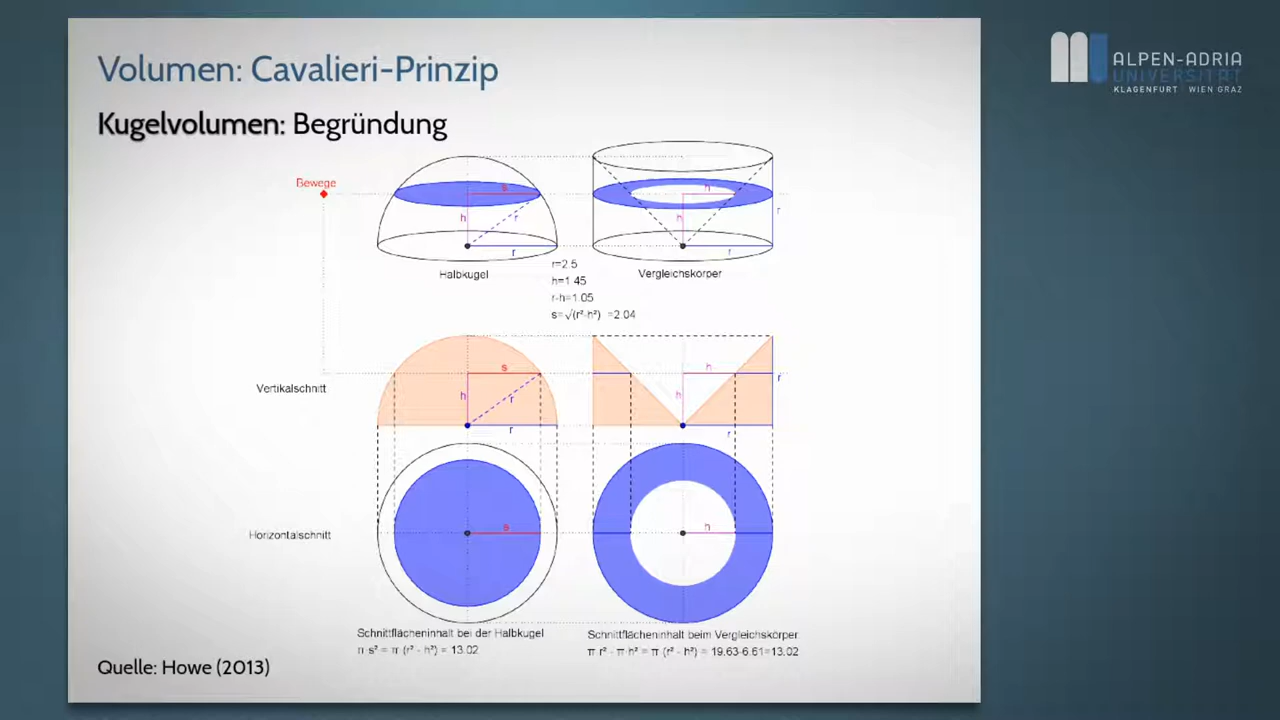 Volumen: Cavalieri-Prinzip
Kugelvolumen: Begründung
Bewege
s
h
r
r
h
h
r
r
Halbkugel
Vergleichskörper
r=2.5
h=1.45
r-h=1.05
s=√(r²-h²) =2.04
Vertikalschnitt
s
h
r
r
h
h
r
r
Horizontalschnitt
s
h
Schnittflächeninhalt bei der Halbkugel
π·s² = π·(r² - h²) = 13.02
Schnittflächeninhalt beim Vergleichskörper
π·r² - π·h² = π·(r² - h²) = 19.63-6.61=13.02
Quelle: Howe (2013)
ALPEN-ADRIA
UNIVERSITÄT
KLAGENFURT | WIEN GRAZ